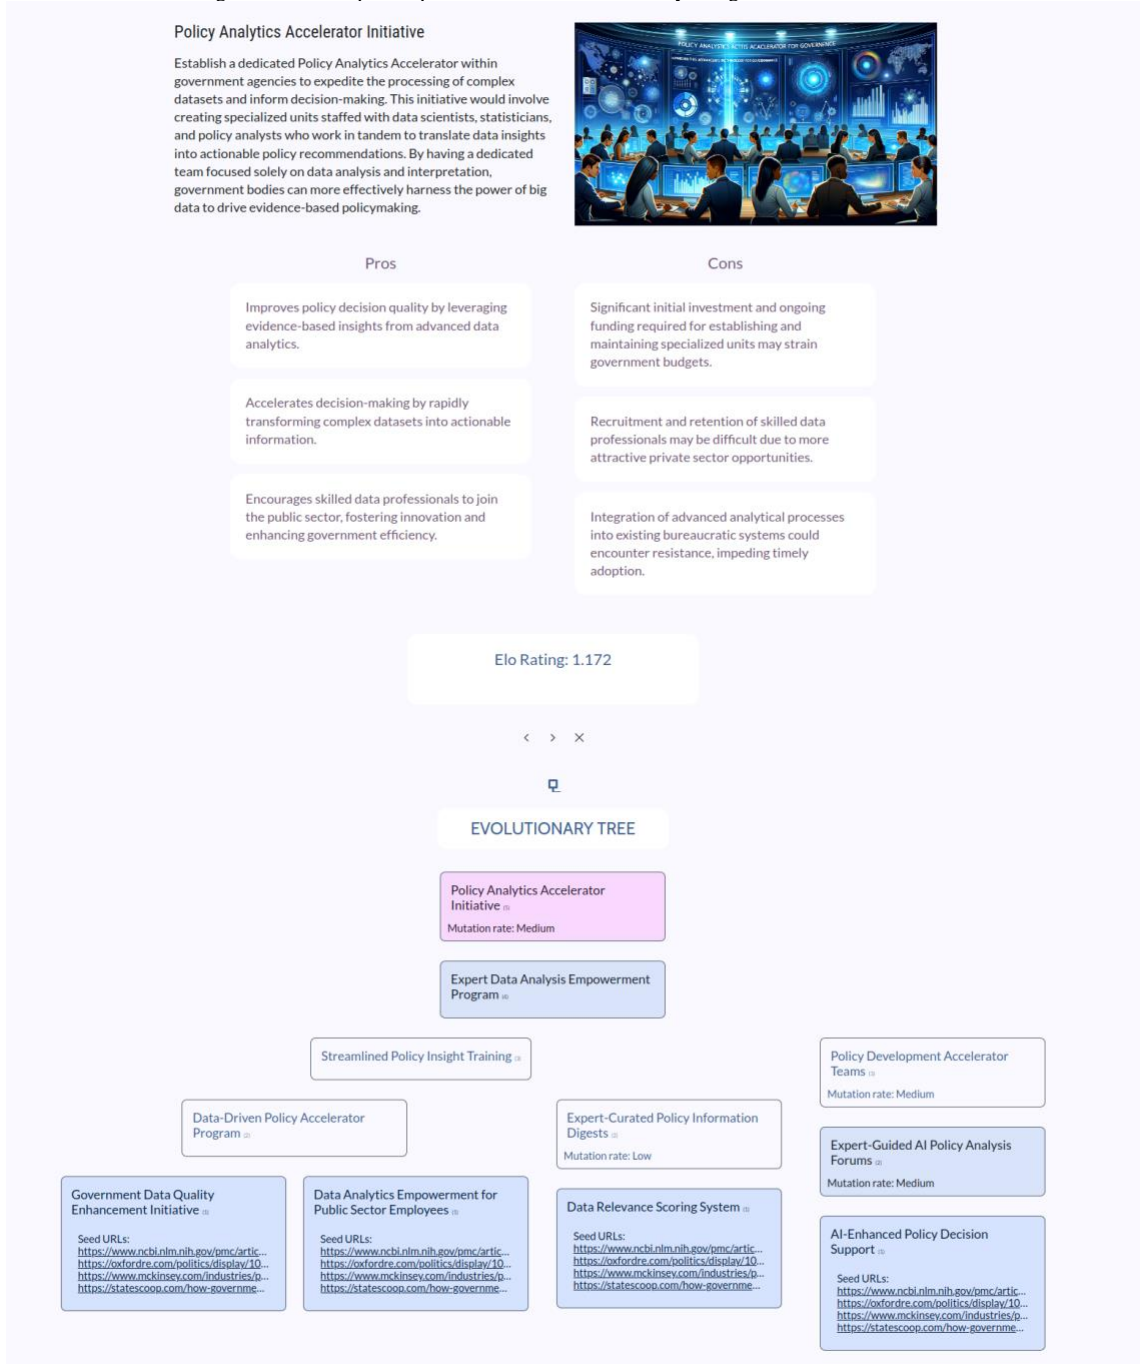 Policy Analytics Accelerator Initiative
Establish a dedicated Policy Analytics Accelerator within
government agencies to expedite the processing of complex
datasets and inform decision-making. This initiative would involve
creating specialized units staffed with data scientists, statisticians,
and policy analysts who work in tandem to translate data insights
into actionable policy recommendations. By having a dedicated
team focused solely on data analysis and interpretation,
government bodies can more effectively harness the power of big
data to drive evidence-based policymaking.
Pros
Improves policy decision quality by leveraging
evidence-based insights from advanced data
analytics.
Accelerates decision-making by rapidly
transforming complex datasets into actionable
information.
Encourages skilled data professionals to join
the public sector, fostering innovation and
enhancing government efficiency.
Cons
Significant initial investment and ongoing
funding required for establishing and
maintaining specialized units may strain
government budgets.
Recruitment and retention of skilled data
professionals may be difficult due to more
attractive private sector opportunities.
Integration of advanced analytical processes
into existing bureaucratic systems could
encounter resistance, impeding timely
adoption.
Elo Rating: 1.172
EVOLUTIONARY TREE
Policy Analytics Accelerator
Initiative
Mutation rate: Medium
Expert Data Analysis Empowerment
Program
Streamlined Policy Insight Training
Policy Development Accelerator
Teams
Mutation rate: Medium
Data-Driven Policy Accelerator
Program
Expert-Curated Policy Information
Digests
Mutation rate: Low
Expert-Guided AI Policy Analysis
Forums
Mutation rate: Medium
Government Data Quality
Enhancement Initiative
Seed URLs:
https://www.ncbi.nlm.nih.gov/pmc/artic...
https://oxfordre.com/politics/display/10...
https://www.mckinsey.com/industries/p...
https://statescoop.com/how-governme...
Data Analytics Empowerment for
Public Sector Employees
Seed URLs:
https://www.ncbi.nlm.nih.gov/pmc/artic...
https://oxfordre.com/politics/display/10...
https://www.mckinsey.com/industries/p...
https://statescoop.com/how-governme...
Data Relevance Scoring System
Seed URLs:
https://www.ncbi.nlm.nih.gov/pmc/artic...
https://oxfordre.com/politics/display/10...
https://www.mckinsey.com/industries/p...
https://statescoop.com/how-governme...
AI-Enhanced Policy Decision
Support
Seed URLs:
https://www.ncbi.nlm.nih.gov/pmc/artic...
https://oxfordre.com/politics/display/10...
https://www.mckinsey.com/industries/p...
https://statescoop.com/how-governme...